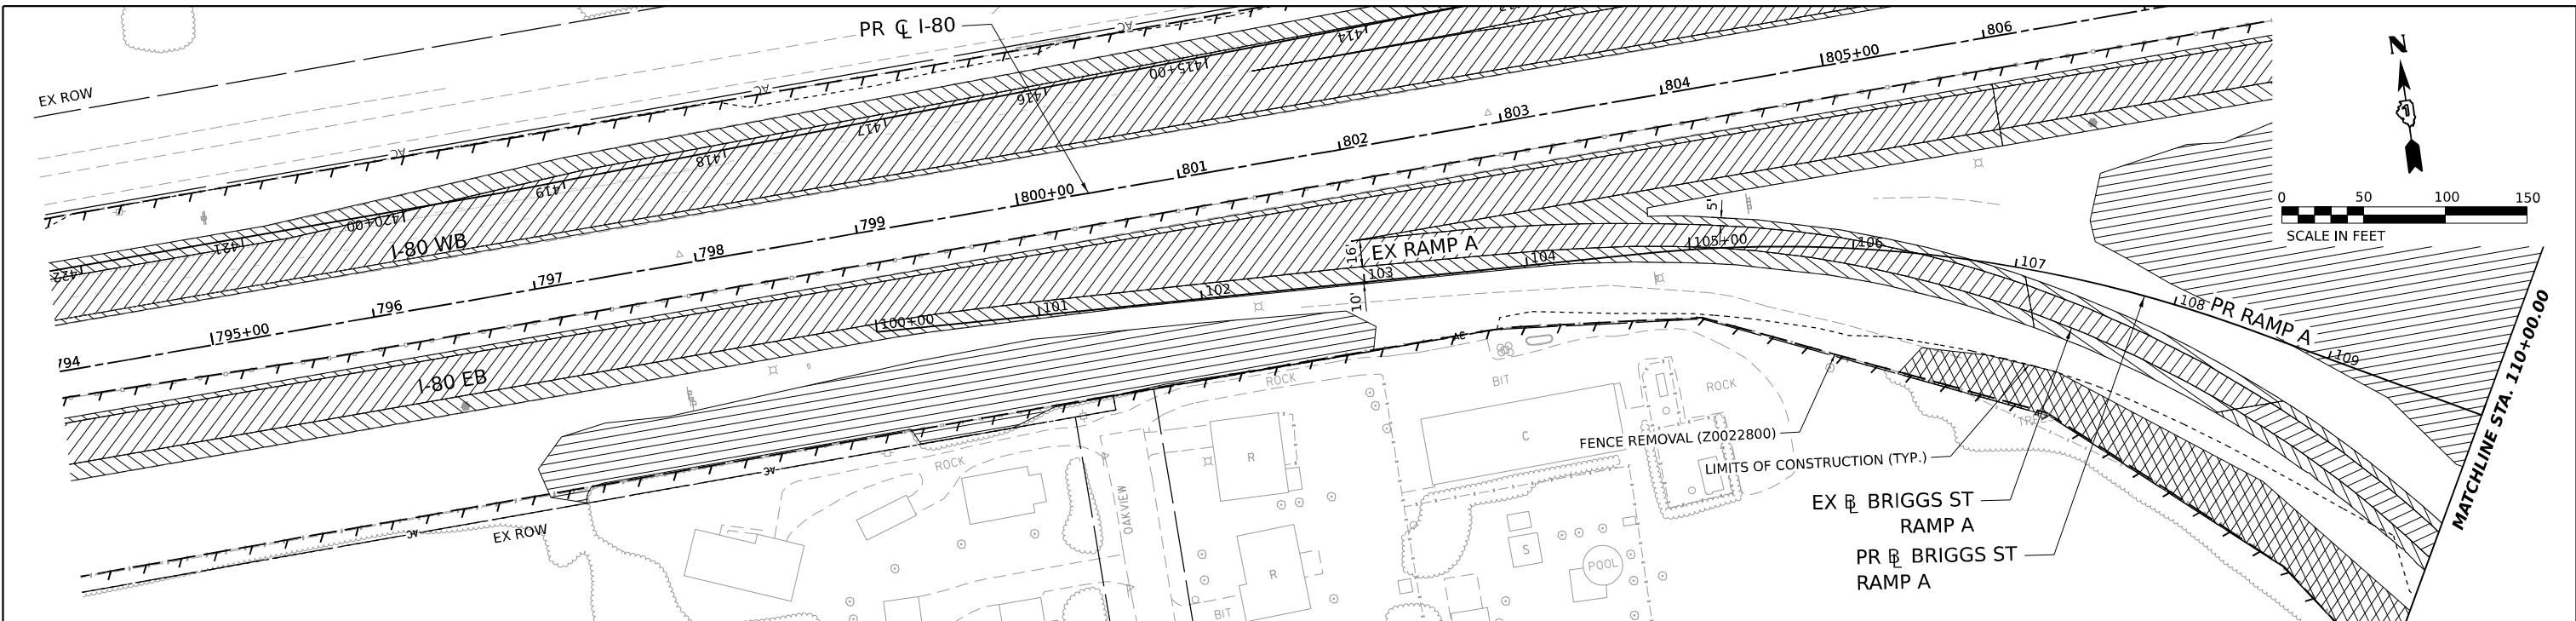 PR ℄ I-80
EX ROW
AC
AC
AC
414
415+00
416
417
418
419
420+00
421
422
I-80 WB
794
795+00
796
797
798
799
800+00
801
802
803
804
805+00
806
I-80 EB
100+00
101
102
103
104
105+00
106
107
108
109
16'
10'
5'
EX RAMP A
PR RAMP A
N
0 50 100 150
SCALE IN FEET
MATCHLINE STA. 110+00.00
AC
AC
AC
AC
EX ROW
ROCK
ROCK
ROCK
BIT
BIT
OAKVIEW
R
R
C
S
POOL
TREES
FENCE REMOVAL (Z0022800)
LIMITS OF CONSTRUCTION (TYP.)
EX ⅊ BRIGGS ST
RAMP A
PR ⅊ BRIGGS ST
RAMP A